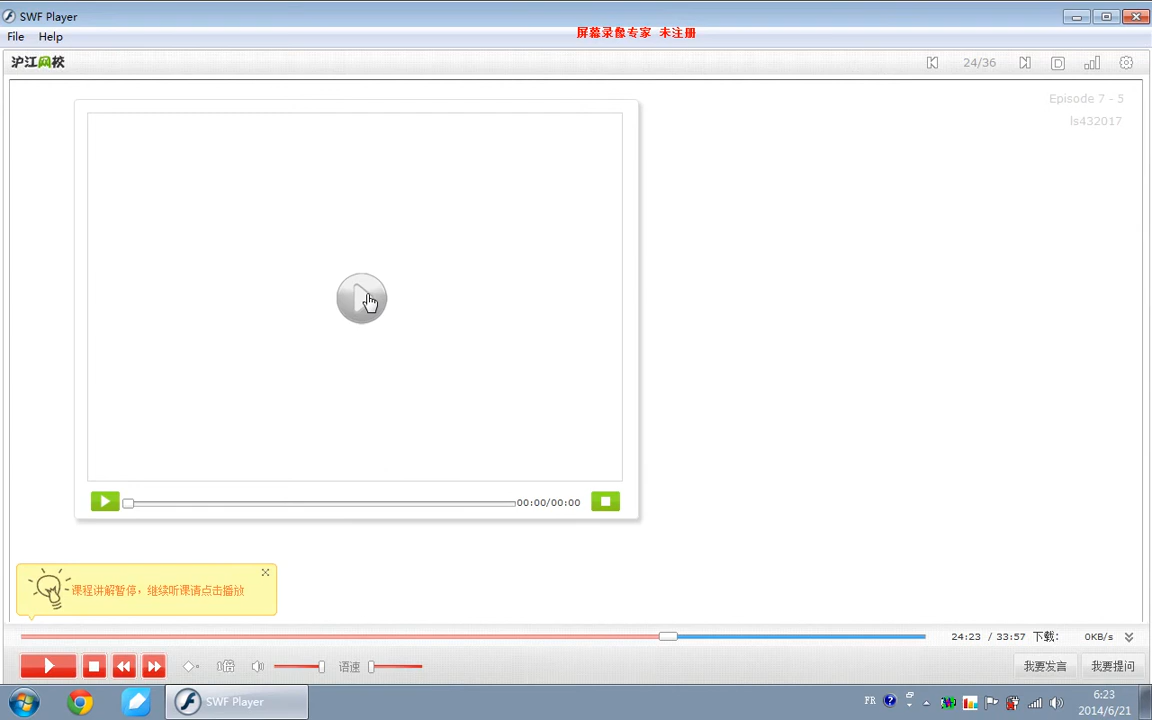 SWF Player
屏幕录像专家 未注册
File Help
沪江网校
24/36
D
Episode 7 - 5
ls432017
00:00/00:00
课程讲解暂停，继续听课请点击播放
24:23 / 33:57 下载: 0KB/s
1倍 语速 我要发言 我要提问
SWF Player
FR
6:23
2014/6/21